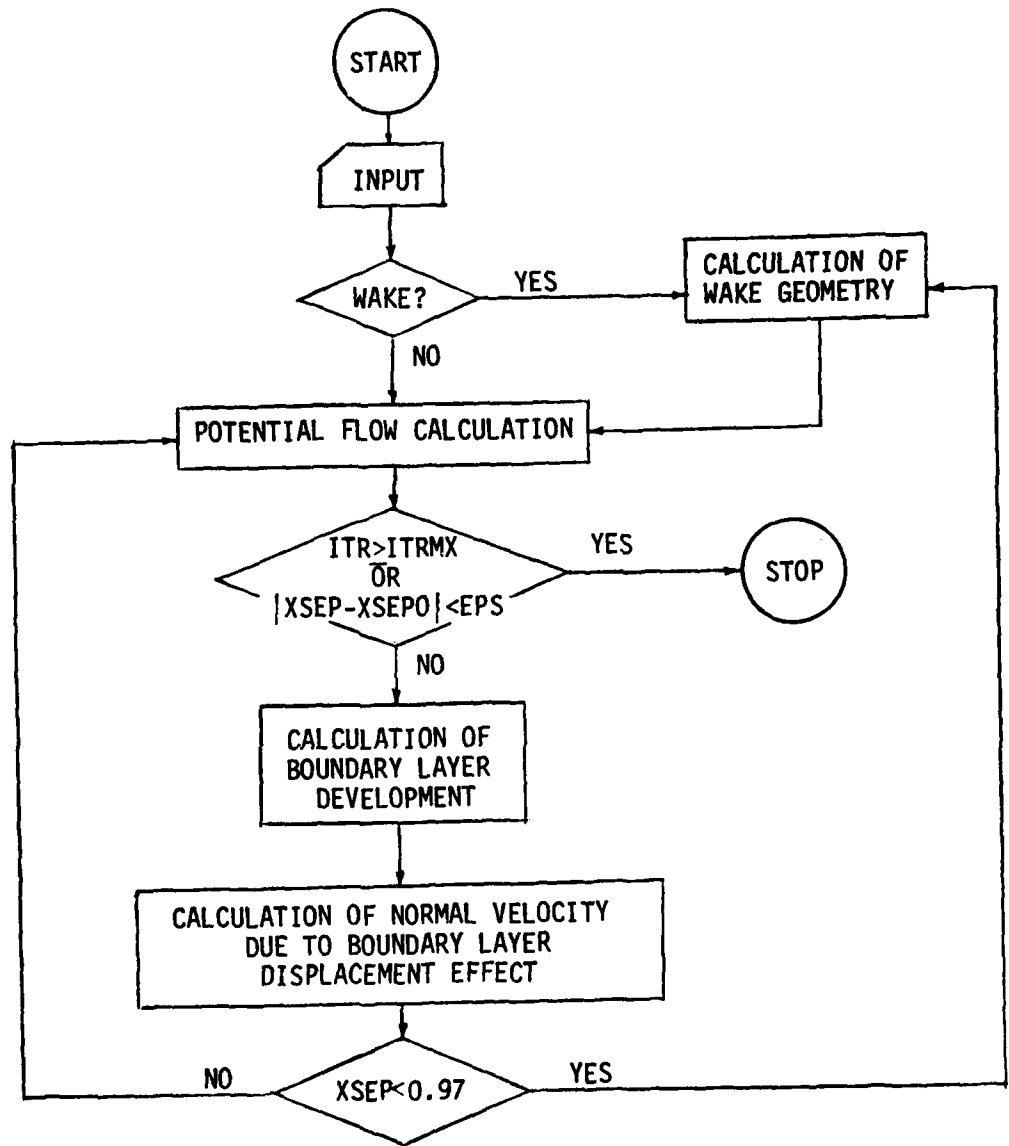 START
INPUT
WAKE?
YES
CALCULATION OF
WAKE GEOMETRY
NO
POTENTIAL FLOW CALCULATION
ITR>ITRMX
OR
|XSEP-XSEPO|<EPS
YES
STOP
NO
CALCULATION OF
BOUNDARY LAYER
DEVELOPMENT
CALCULATION OF NORMAL VELOCITY
DUE TO BOUNDARY LAYER
DISPLACEMENT EFFECT
NO
XSEP<0.97
YES